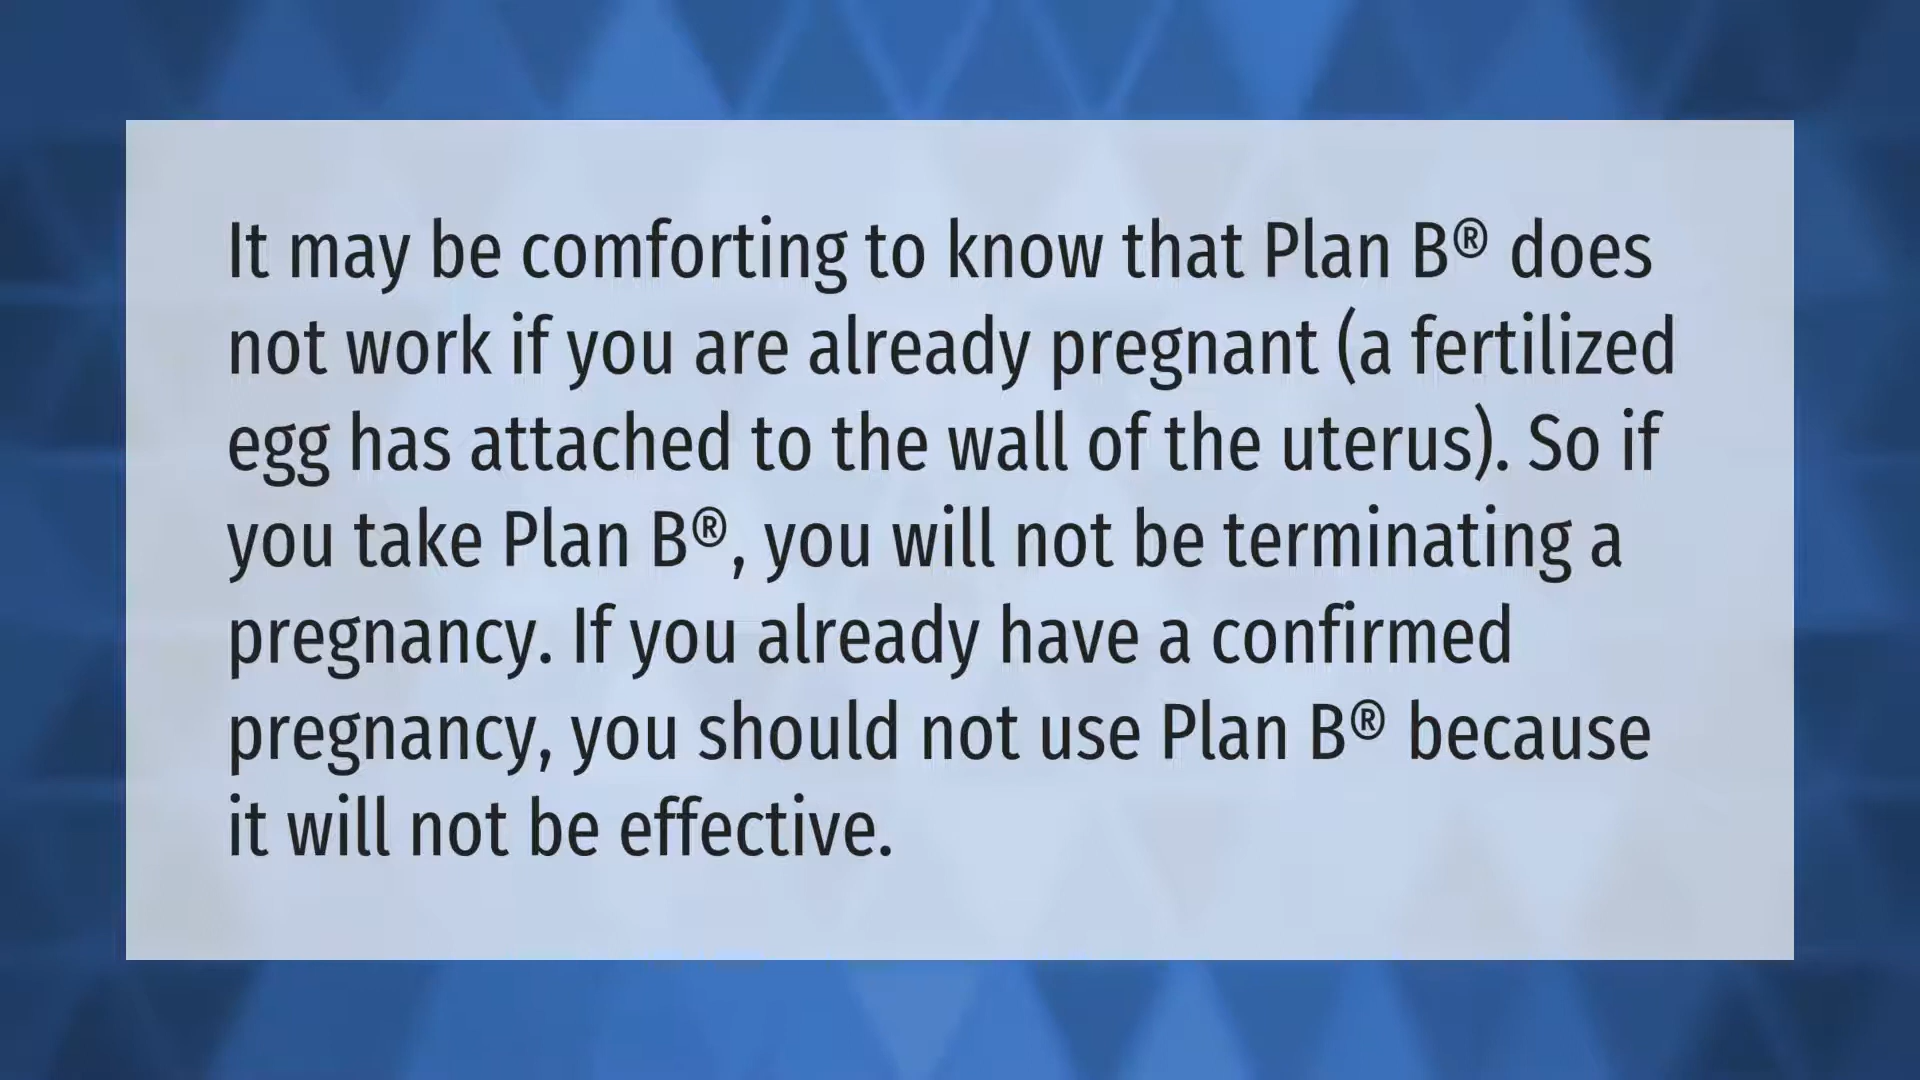 It may be comforting to know that Plan B® does
not work if you are already pregnant (a fertilized
egg has attached to the wall of the uterus). So if
you take Plan B®, you will not be terminating a
pregnancy. If you already have a confirmed
pregnancy, you should not use Plan B® because
it will not be effective.